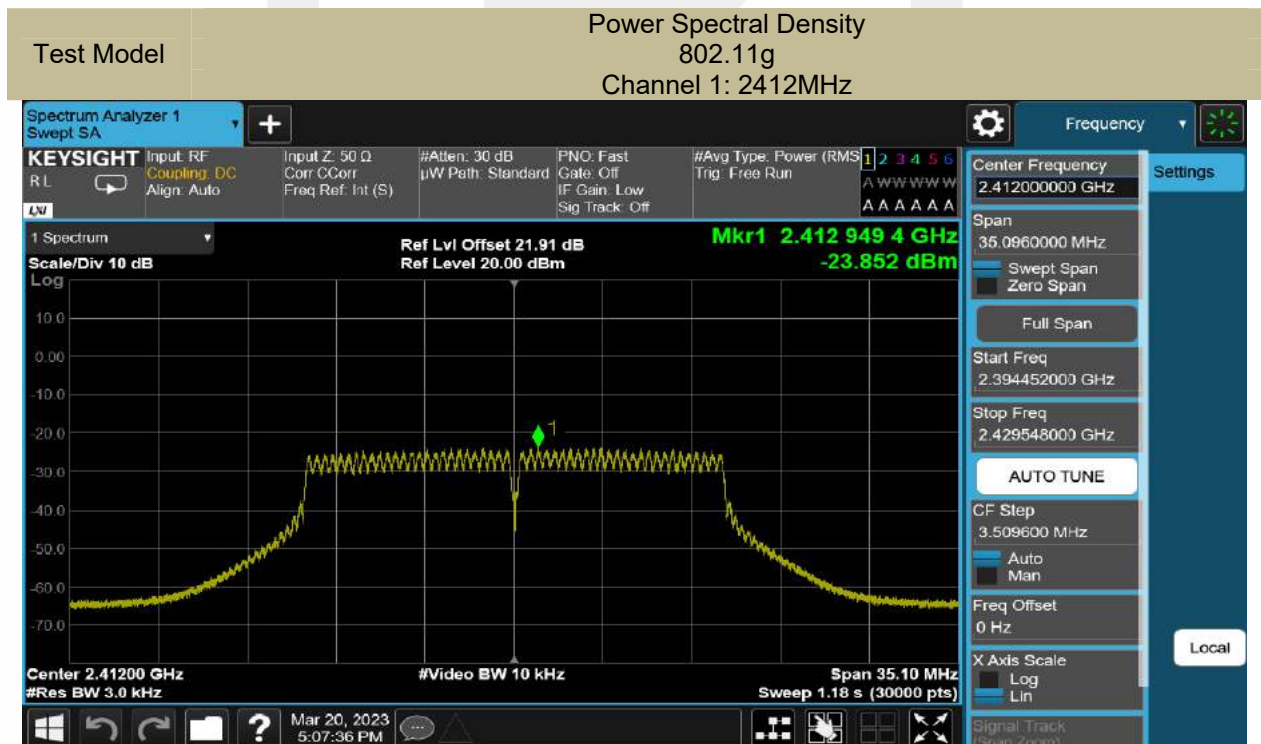 Test Model
Power Spectral Density
802.11g
Channel 1: 2412MHz
Spectrum Analyzer 1
Swept SA
+
Frequency
KEYSIGHT
RL
LXI
Input: RF
Coupling: DC
Align: Auto
Input Z: 50 Ω
Corr CCorr
Freq Ref: Int (S)
#Atten: 30 dB
µW Path: Standard
PNO: Fast
Gate: Off
IF Gain: Low
Sig Track: Off
#Avg Type: Power (RMS
Trig: Free Run
1 2 3 4 5 6
A W W W W W
A A A A A A
1 Spectrum
Scale/Div 10 dB
Log
Ref Lvl Offset 21.91 dB
Ref Level 20.00 dBm
Mkr1 2.412 949 4 GHz
-23.852 dBm
10.0
0.00
-10.0
-20.0
-30.0
-40.0
-50.0
-60.0
-70.0
1
Center 2.41200 GHz
#Res BW 3.0 kHz
#Video BW 10 kHz
Span 35.10 MHz
Sweep 1.18 s (30000 pts)
Center Frequency
2.412000000 GHz
Settings
Span
35.0960000 MHz
Swept Span
Zero Span
Full Span
Start Freq
2.394452000 GHz
Stop Freq
2.429548000 GHz
AUTO TUNE
CF Step
3.509600 MHz
Auto
Man
Freq Offset
0 Hz
X Axis Scale
Log
Lin
Signal Track
(Span Zoom)
Local
?
Mar 20, 2023
5:07:36 PM